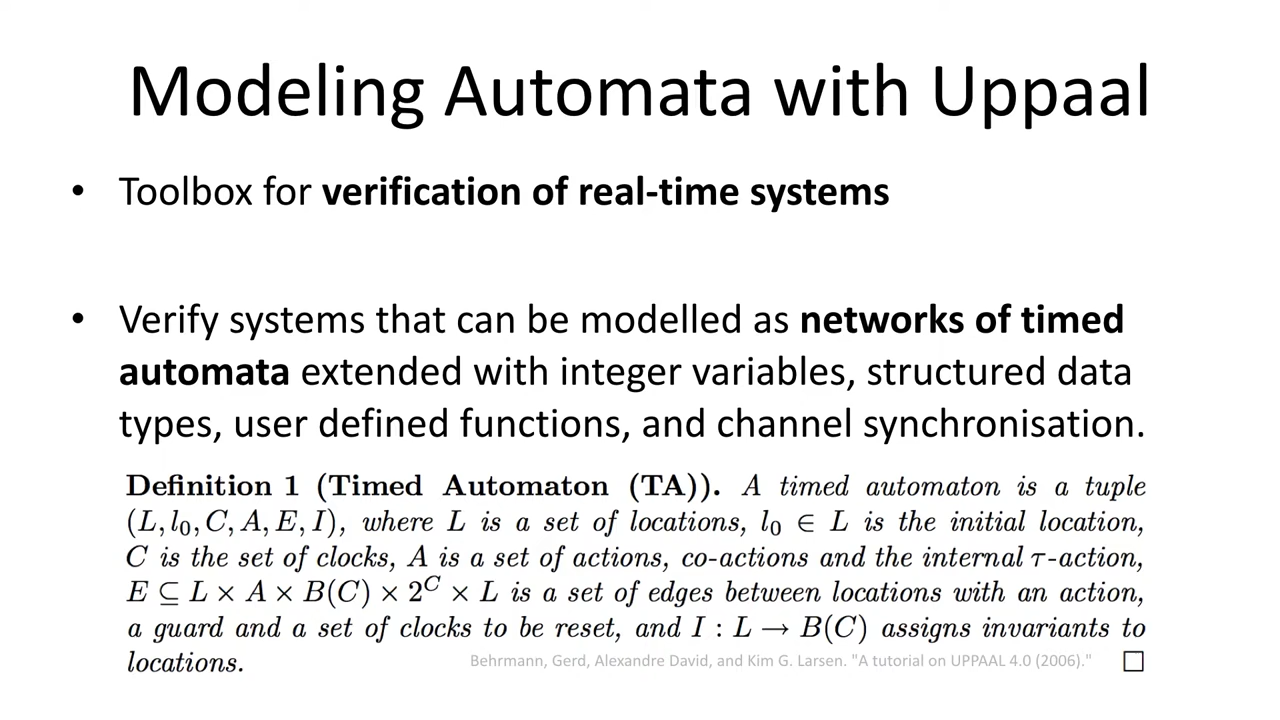 Modeling Automata with Uppaal
• Toolbox for verification of real-time systems
• Verify systems that can be modelled as networks of timed
automata extended with integer variables, structured data
types, user defined functions, and channel synchronisation.
Definition 1 (Timed Automaton (TA)). A timed automaton is a tuple
(L, l₀, C, A, E, I), where L is a set of locations, l₀ ∈ L is the initial location,
C is the set of clocks, A is a set of actions, co-actions and the internal τ-action,
E ⊆ L × A × B(C) × 2^C × L is a set of edges between locations with an action,
a guard and a set of clocks to be reset, and I : L → B(C) assigns invariants to
locations.
Behrmann, Gerd, Alexandre David, and Kim G. Larsen. "A tutorial on UPPAAL 4.0 (2006)."